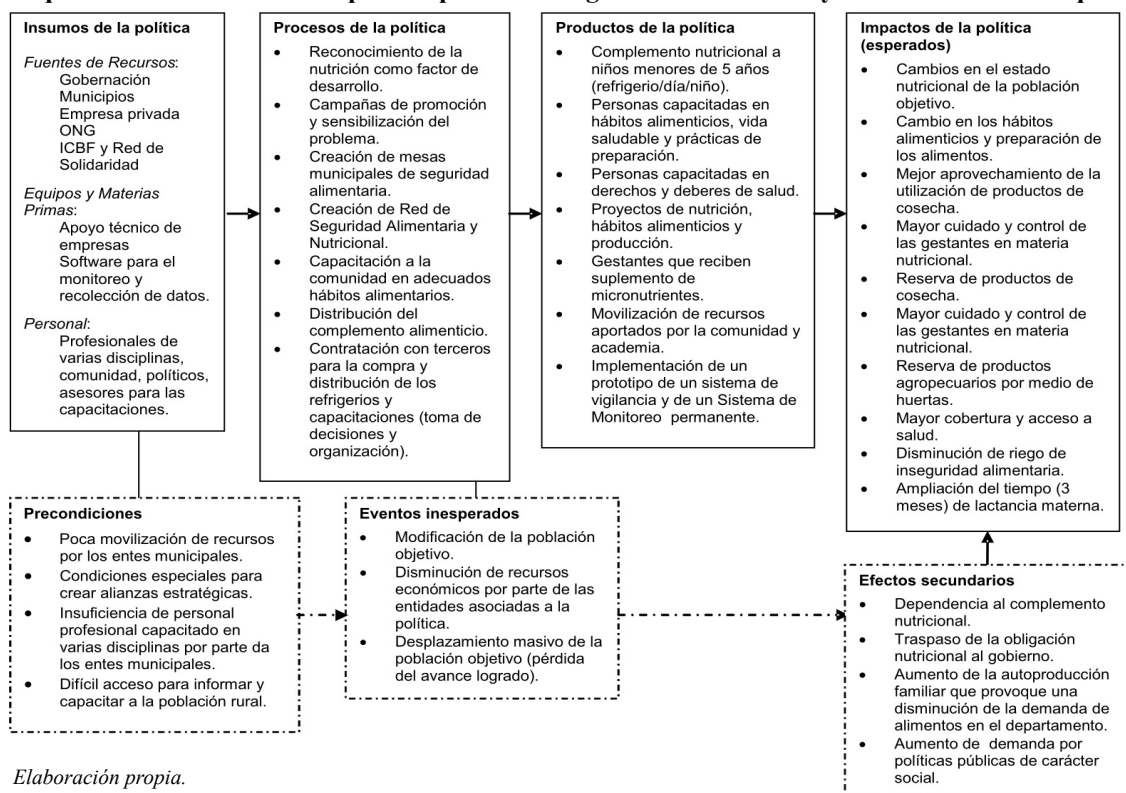 Insumos de la política
Fuentes de Recursos:
Gobernación
Municipios
Empresa privada
ONG
ICBF y Red de
Solidaridad
Equipos y Materias
Primas:
Apoyo técnico de
empresas
Software para el
monitoreo y
recolección de datos.
Personal:
Profesionales de
varias disciplinas,
comunidad, políticos,
asesores para las
capacitaciones.
Procesos de la política
• Reconocimiento de la
nutrición como factor de
desarrollo.
• Campañas de promoción
y sensibilización del
problema.
• Creación de mesas
municipales de seguridad
alimentaria.
• Creación de Red de
Seguridad Alimentaria y
Nutricional.
• Capacitación a la
comunidad en adecuados
hábitos alimentarios.
• Distribución del
complemento alimenticio.
• Contratación con terceros
para la compra y
distribución de los
refrigerios y
capacitaciones (toma de
decisiones y
organización).
Productos de la política
• Complemento nutricional a
niños menores de 5 años
(refrigerio/día/niño).
• Personas capacitadas en
hábitos alimenticios, vida
saludable y prácticas de
preparación.
• Personas capacitadas en
derechos y deberes de salud.
• Proyectos de nutrición,
hábitos alimenticios y
producción.
• Gestantes que reciben
suplemento de
micronutrientes.
• Movilización de recursos
aportados por la comunidad y
academia.
• Implementación de un
prototipo de un sistema de
vigilancia y de un Sistema de
Monitoreo permanente.
Impactos de la política
(esperados)
• Cambios en el estado
nutricional de la población
objetivo.
• Cambio en los hábitos
alimenticios y preparación de
los alimentos.
• Mejor aprovechamiento de la
utilización de productos de
cosecha.
• Mayor cuidado y control de
las gestantes en materia
nutricional.
• Reserva de productos de
cosecha.
• Mayor cuidado y control de
las gestantes en materia
nutricional.
• Reserva de productos
agropecuarios por medio de
huertas.
• Mayor cobertura y acceso a
salud.
• Disminución de riego de
inseguridad alimentaria.
• Ampliación del tiempo (3
meses) de lactancia materna.
Precondiciones
• Poca movilización de recursos
por los entes municipales.
• Condiciones especiales para
crear alianzas estratégicas.
• Insuficiencia de personal
profesional capacitado en
varias disciplinas por parte da
los entes municipales.
• Difícil acceso para informar y
capacitar a la población rural.
Eventos inesperados
• Modificación de la población
objetivo.
• Disminución de recursos
económicos por parte de las
entidades asociadas a la
política.
• Desplazamiento masivo de la
población objetivo (pérdida
del avance logrado).
Efectos secundarios
• Dependencia al complemento
nutricional.
• Traspaso de la obligación
nutricional al gobierno.
• Aumento de la autoproducción
familiar que provoque una
disminución de la demanda de
alimentos en el departamento.
• Aumento de demanda por
políticas públicas de carácter
social.
Elaboración propia.